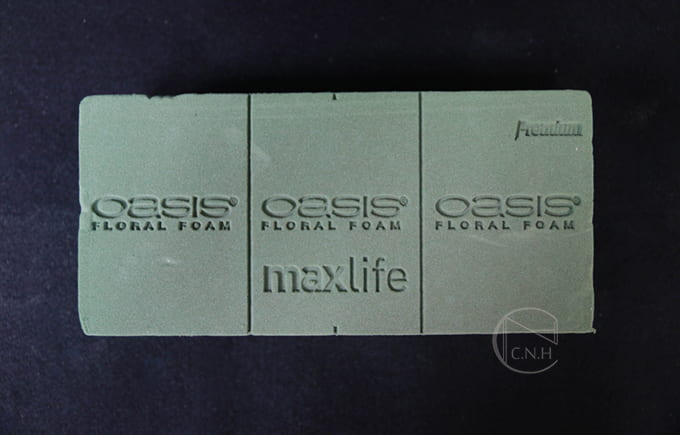 Premium
OASIS® OASIS® OASIS®
FLORAL FOAM FLORAL FOAM FLORAL FOAM
maxlife
C.N.H